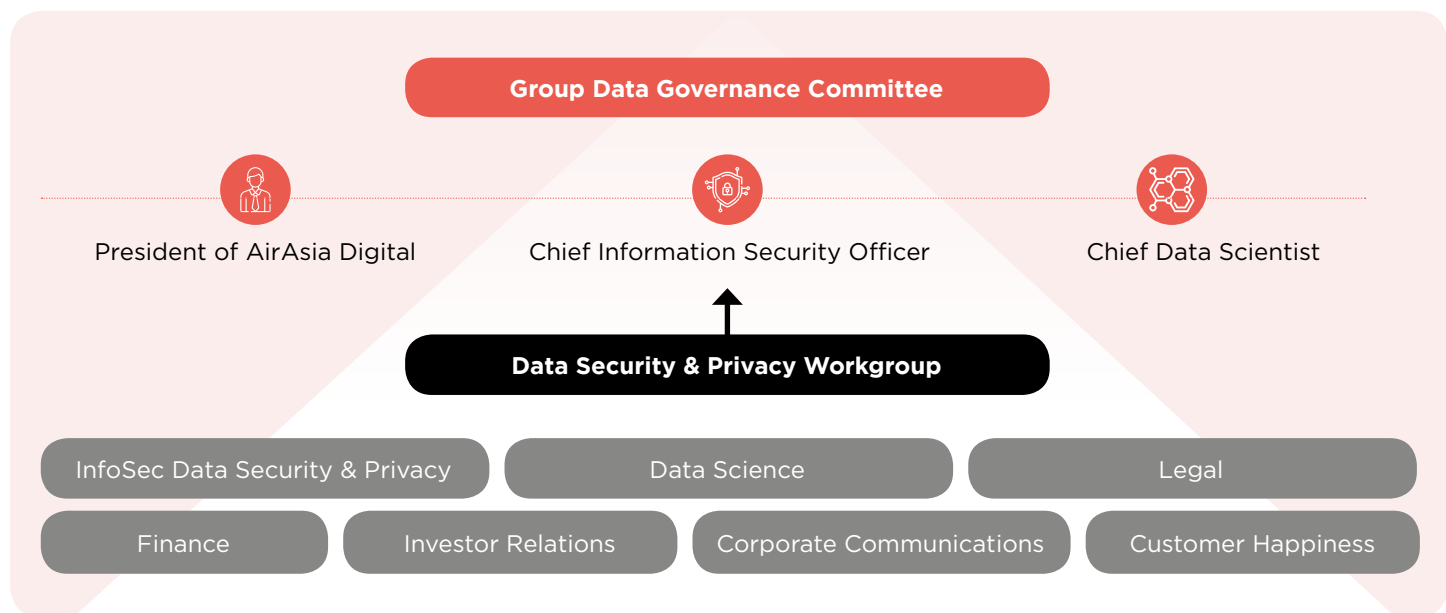 Group Data Governance Committee
President of AirAsia Digital
Chief Information Security Officer
Chief Data Scientist
Data Security & Privacy Workgroup
InfoSec Data Security & Privacy
Data Science
Legal
Finance
Investor Relations
Corporate Communications
Customer Happiness